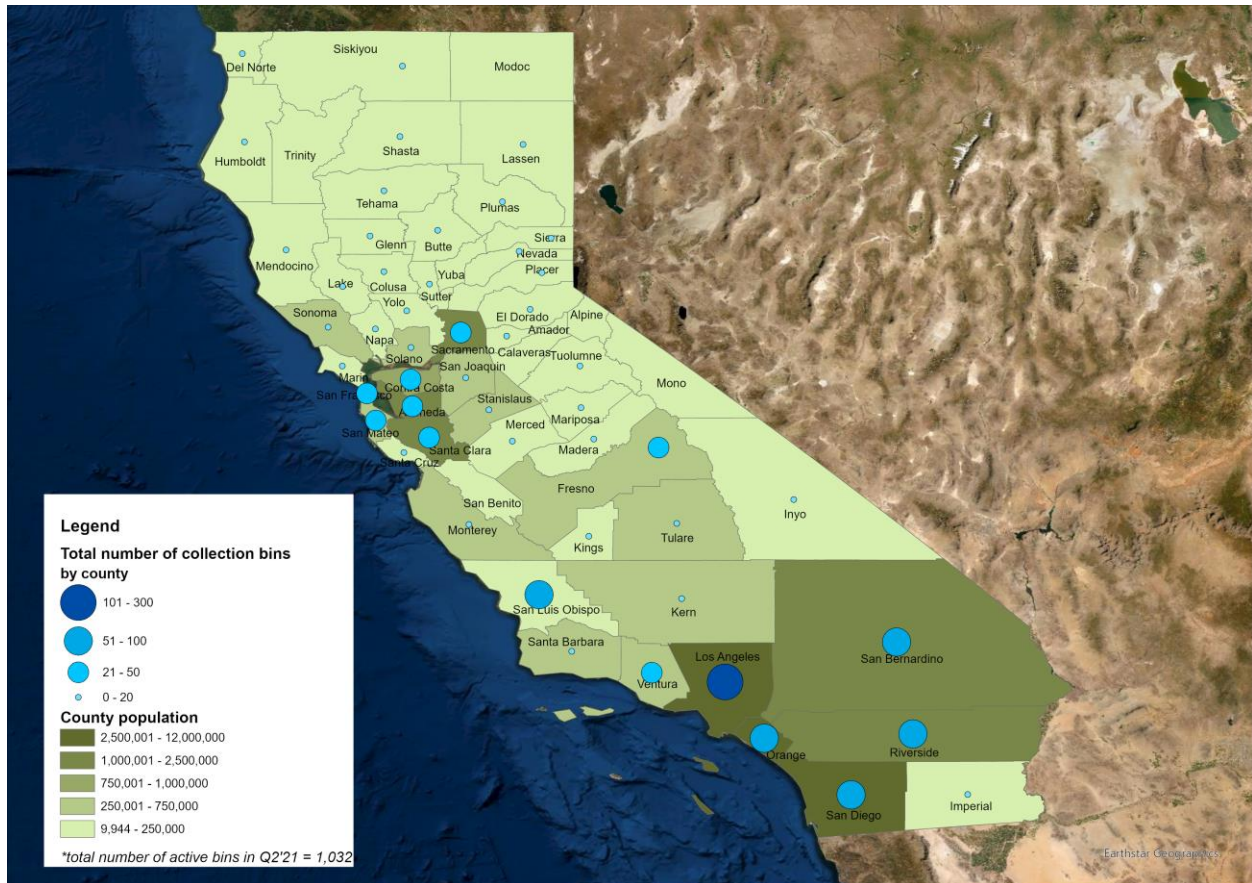 Del Norte
Siskiyou
Modoc
Humboldt
Trinity
Shasta
Lassen
Tehama
Plumas
Glenn
Butte
Sierra
Nevada
Mendocino
Lake
Colusa
Yuba
Placer
Sutter
Yolo
Sonoma
Napa
El Dorado
Alpine
Amador
Solano
Sacramento
Calaveras
Tuolumne
San Joaquin
Marin
Contra Costa
Mono
San Francisco
Stanislaus
Alameda
Mariposa
San Mateo
Merced
Santa Clara
Madera
Santa Cruz
Fresno
San Benito
Inyo
Monterey
Kings
Tulare
San Luis Obispo
Kern
Santa Barbara
Los Angeles
San Bernardino
Ventura
Orange
Riverside
San Diego
Imperial
Legend
Total number of collection bins
by county
101 - 300
51 - 100
21 - 50
0 - 20
County population
2,500,001 - 12,000,000
1,000,001 - 2,500,000
750,001 - 1,000,000
250,001 - 750,000
9,944 - 250,000
*total number of active bins in Q2'21 = 1,032
Earthstar Geographics